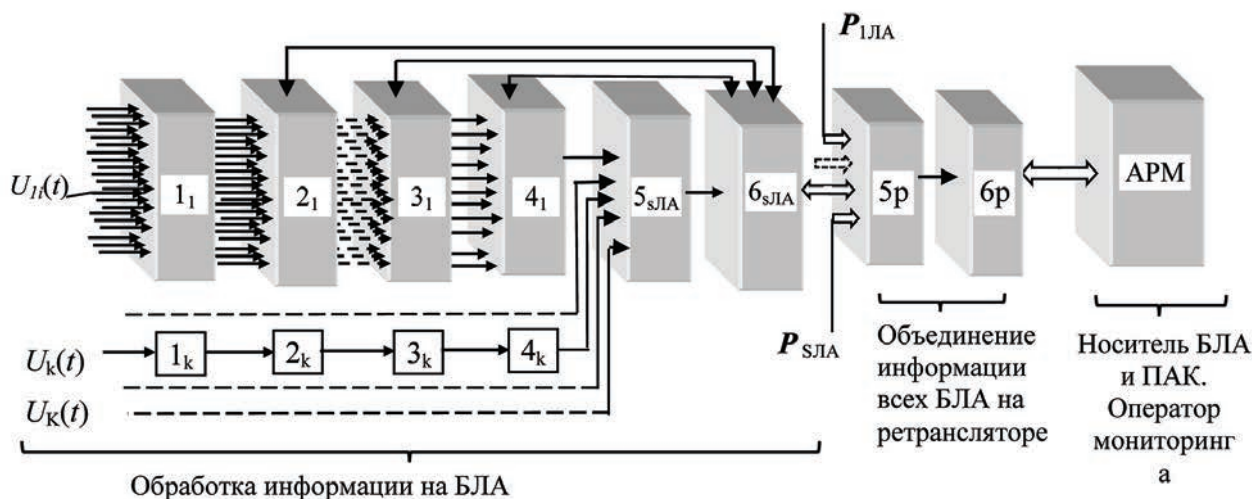 P1ЛА
U1i(t)
1₁
2₁
3₁
4₁
5sЛА
6sЛА
5р
6р
АРМ
Uk(t)
1k
2k
3k
4k
UK(t)
PSЛА
Обработка информации на БЛА
Объединение
информации
всех БЛА на
ретрансляторе
Носитель БЛА
и ПАК.
Оператор
мониторинг
а